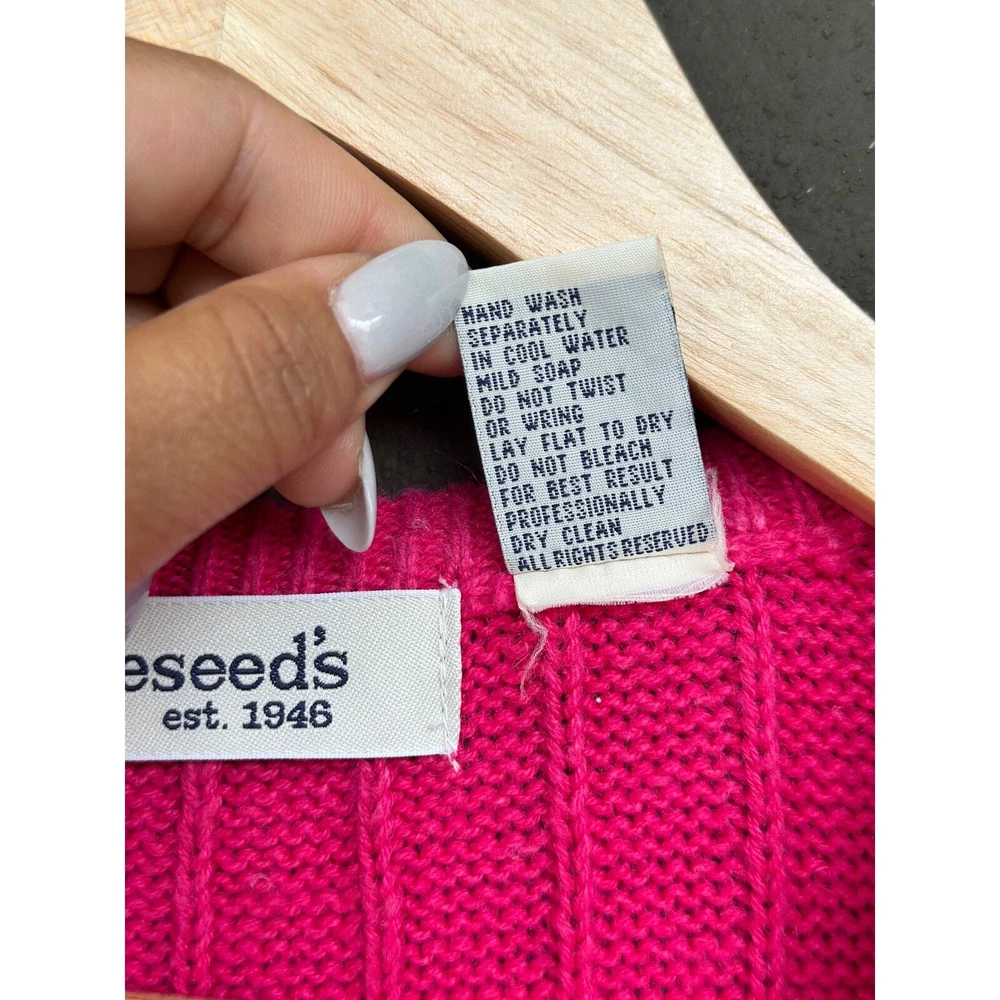 HAND WASH
SEPARATELY
IN COOL WATER
MILD SOAP
DO NOT TWIST
OR WRING
LAY FLAT TO DRY
DO NOT BLEACH
FOR BEST RESULT
PROFESSIONALLY
DRY CLEAN
ALL RIGHTS RESERVED
eseed's
est. 1946